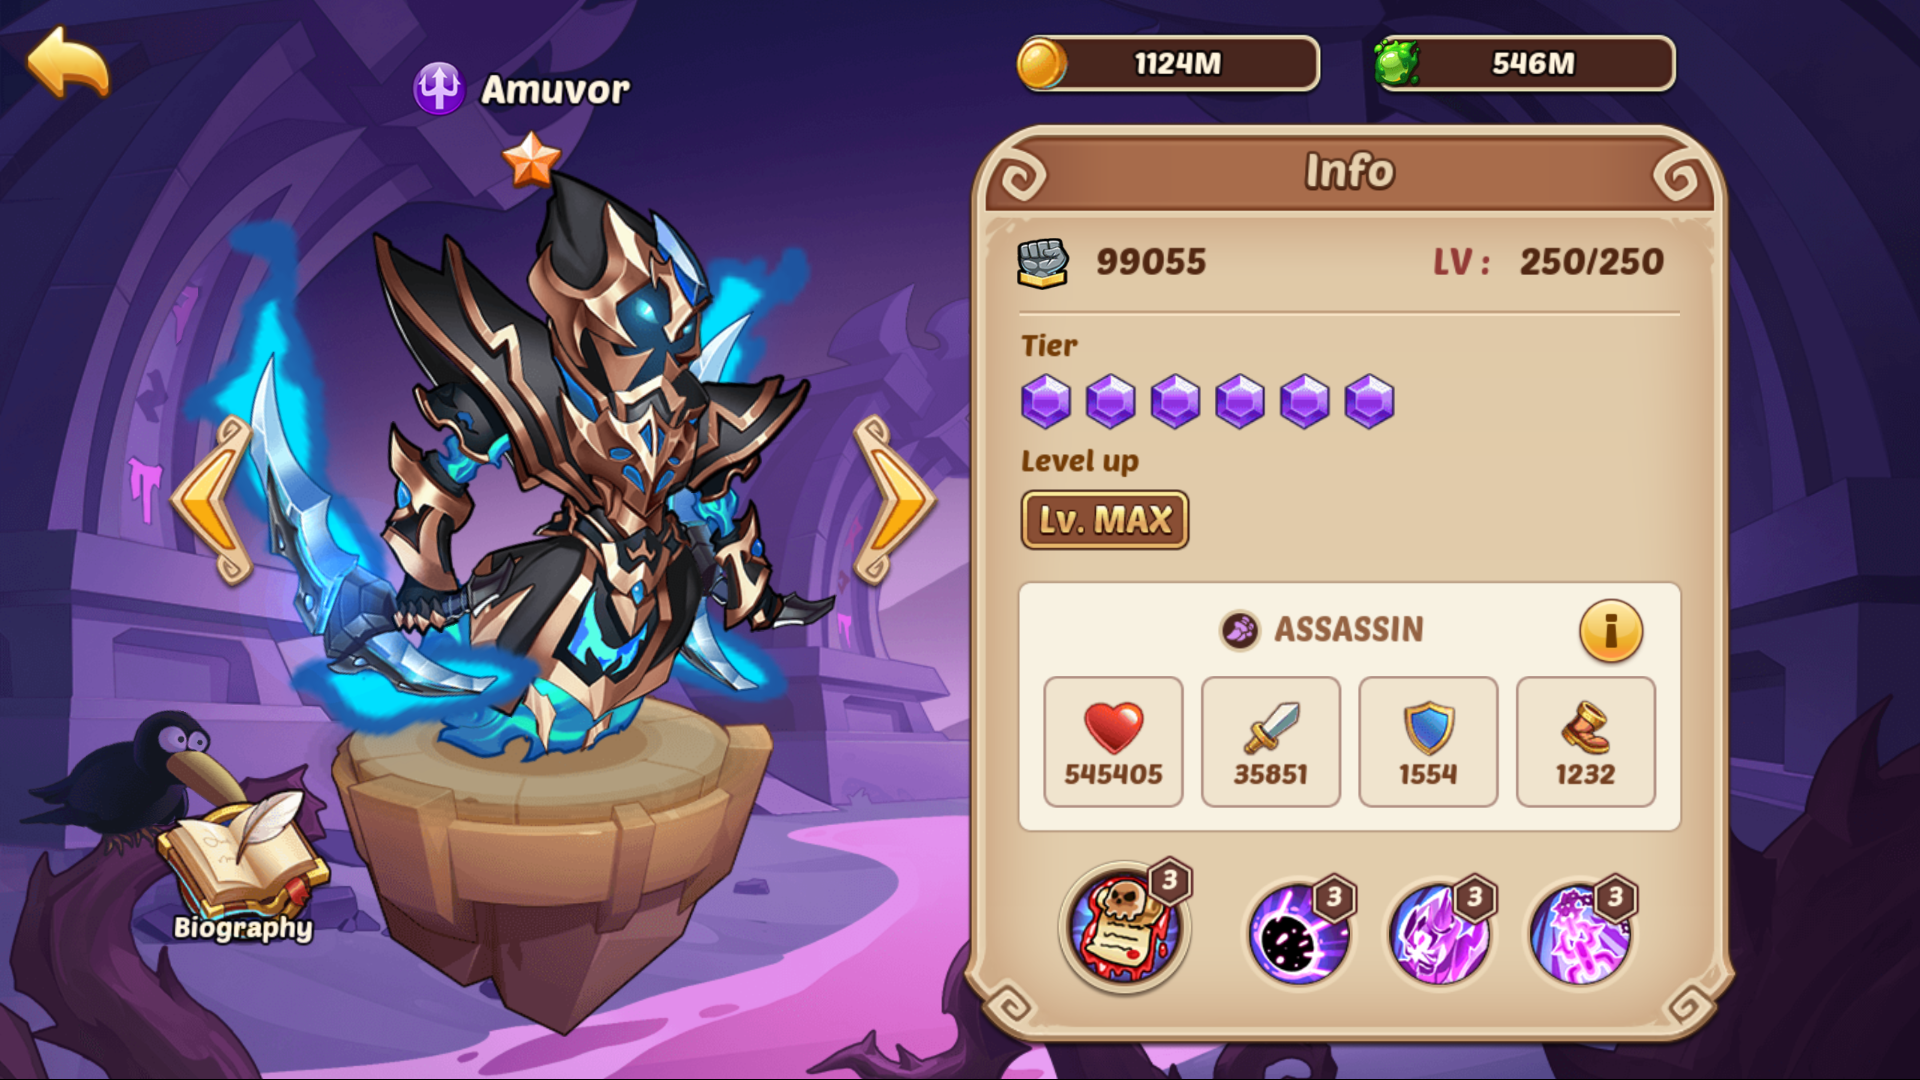 Amuvor
1124M
546M
Info
99055
LV : 250/250
Tier
Level up
Lv. MAX
ASSASSIN
545405
35851
1554
1232
3
3
3
3
Biography